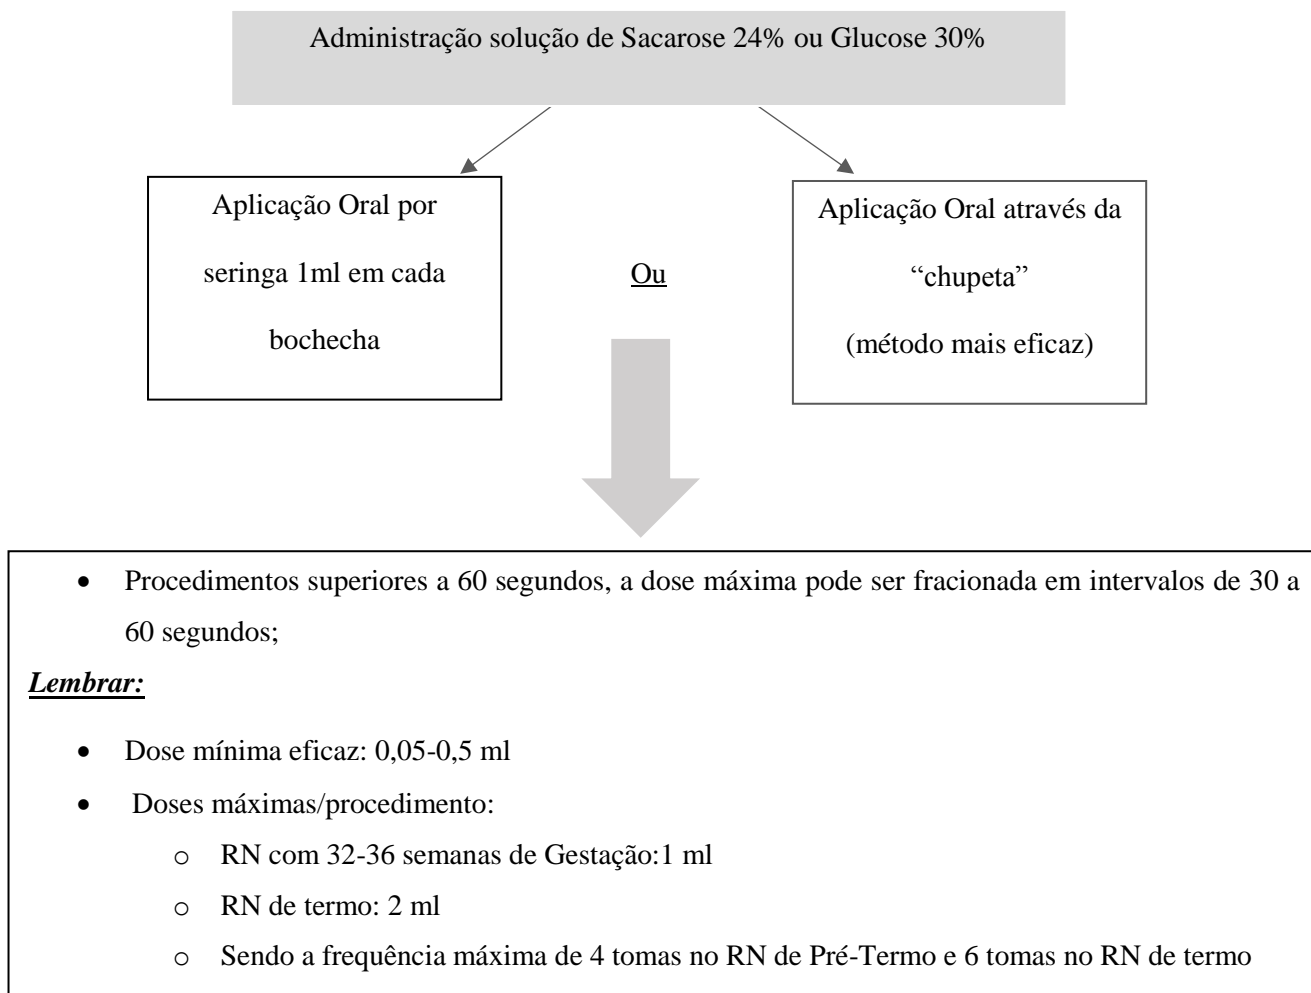 Administração solução de Sacarose 24% ou Glucose 30%
Aplicação Oral por
seringa 1ml em cada
bochecha
Ou
Aplicação Oral através da
“chupeta”
(método mais eficaz)
• Procedimentos superiores a 60 segundos, a dose máxima pode ser fracionada em intervalos de 30 a
60 segundos;
Lembrar:
• Dose mínima eficaz: 0,05-0,5 ml
• Doses máximas/procedimento:
o RN com 32-36 semanas de Gestação:1 ml
o RN de termo: 2 ml
o Sendo a frequência máxima de 4 tomas no RN de Pré-Termo e 6 tomas no RN de termo